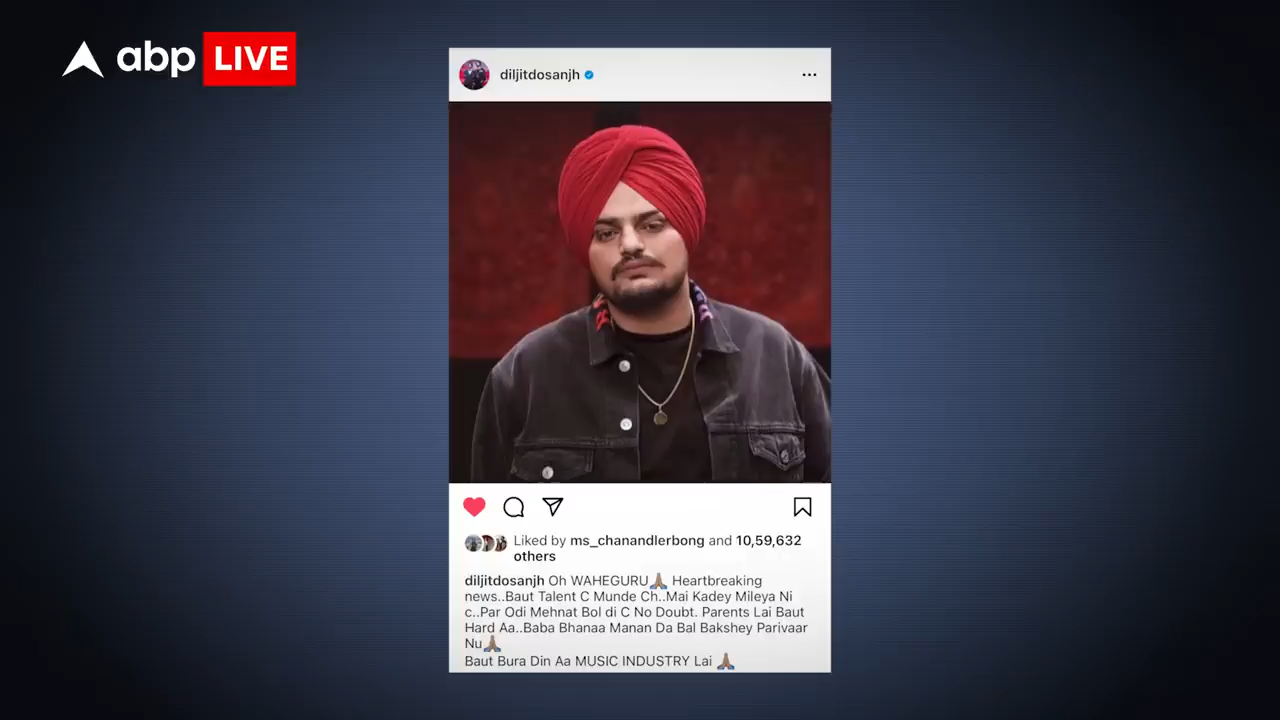 abp LIVE
diljitdosanjh
Liked by ms_chanandlerbong and 10,59,632
others
diljitdosanjh Oh WAHEGURU🙏🏽 Heartbreaking
news..Baut Talent C Munde Ch..Mai Kadey Mileya Ni
c..Par Odi Mehnat Bol di C No Doubt. Parents Lai Baut
Hard Aa..Baba Bhanaa Manan Da Bal Bakshey Parivaar
Nu🙏🏽
Baut Bura Din Aa MUSIC INDUSTRY Lai 🙏🏽